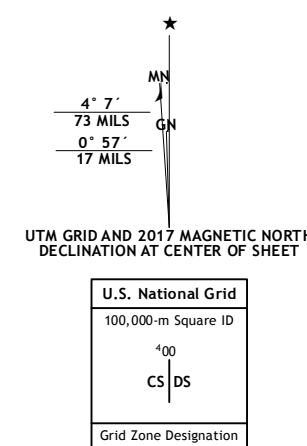 ★
MN
4° 7´
73 MILS
GN
0° 57´
17 MILS
UTM GRID AND 2017 MAGNETIC NORTH
DECLINATION AT CENTER OF SHEET
U.S. National Grid
100,000-m Square ID
⁴00
CS DS
Grid Zone Designation